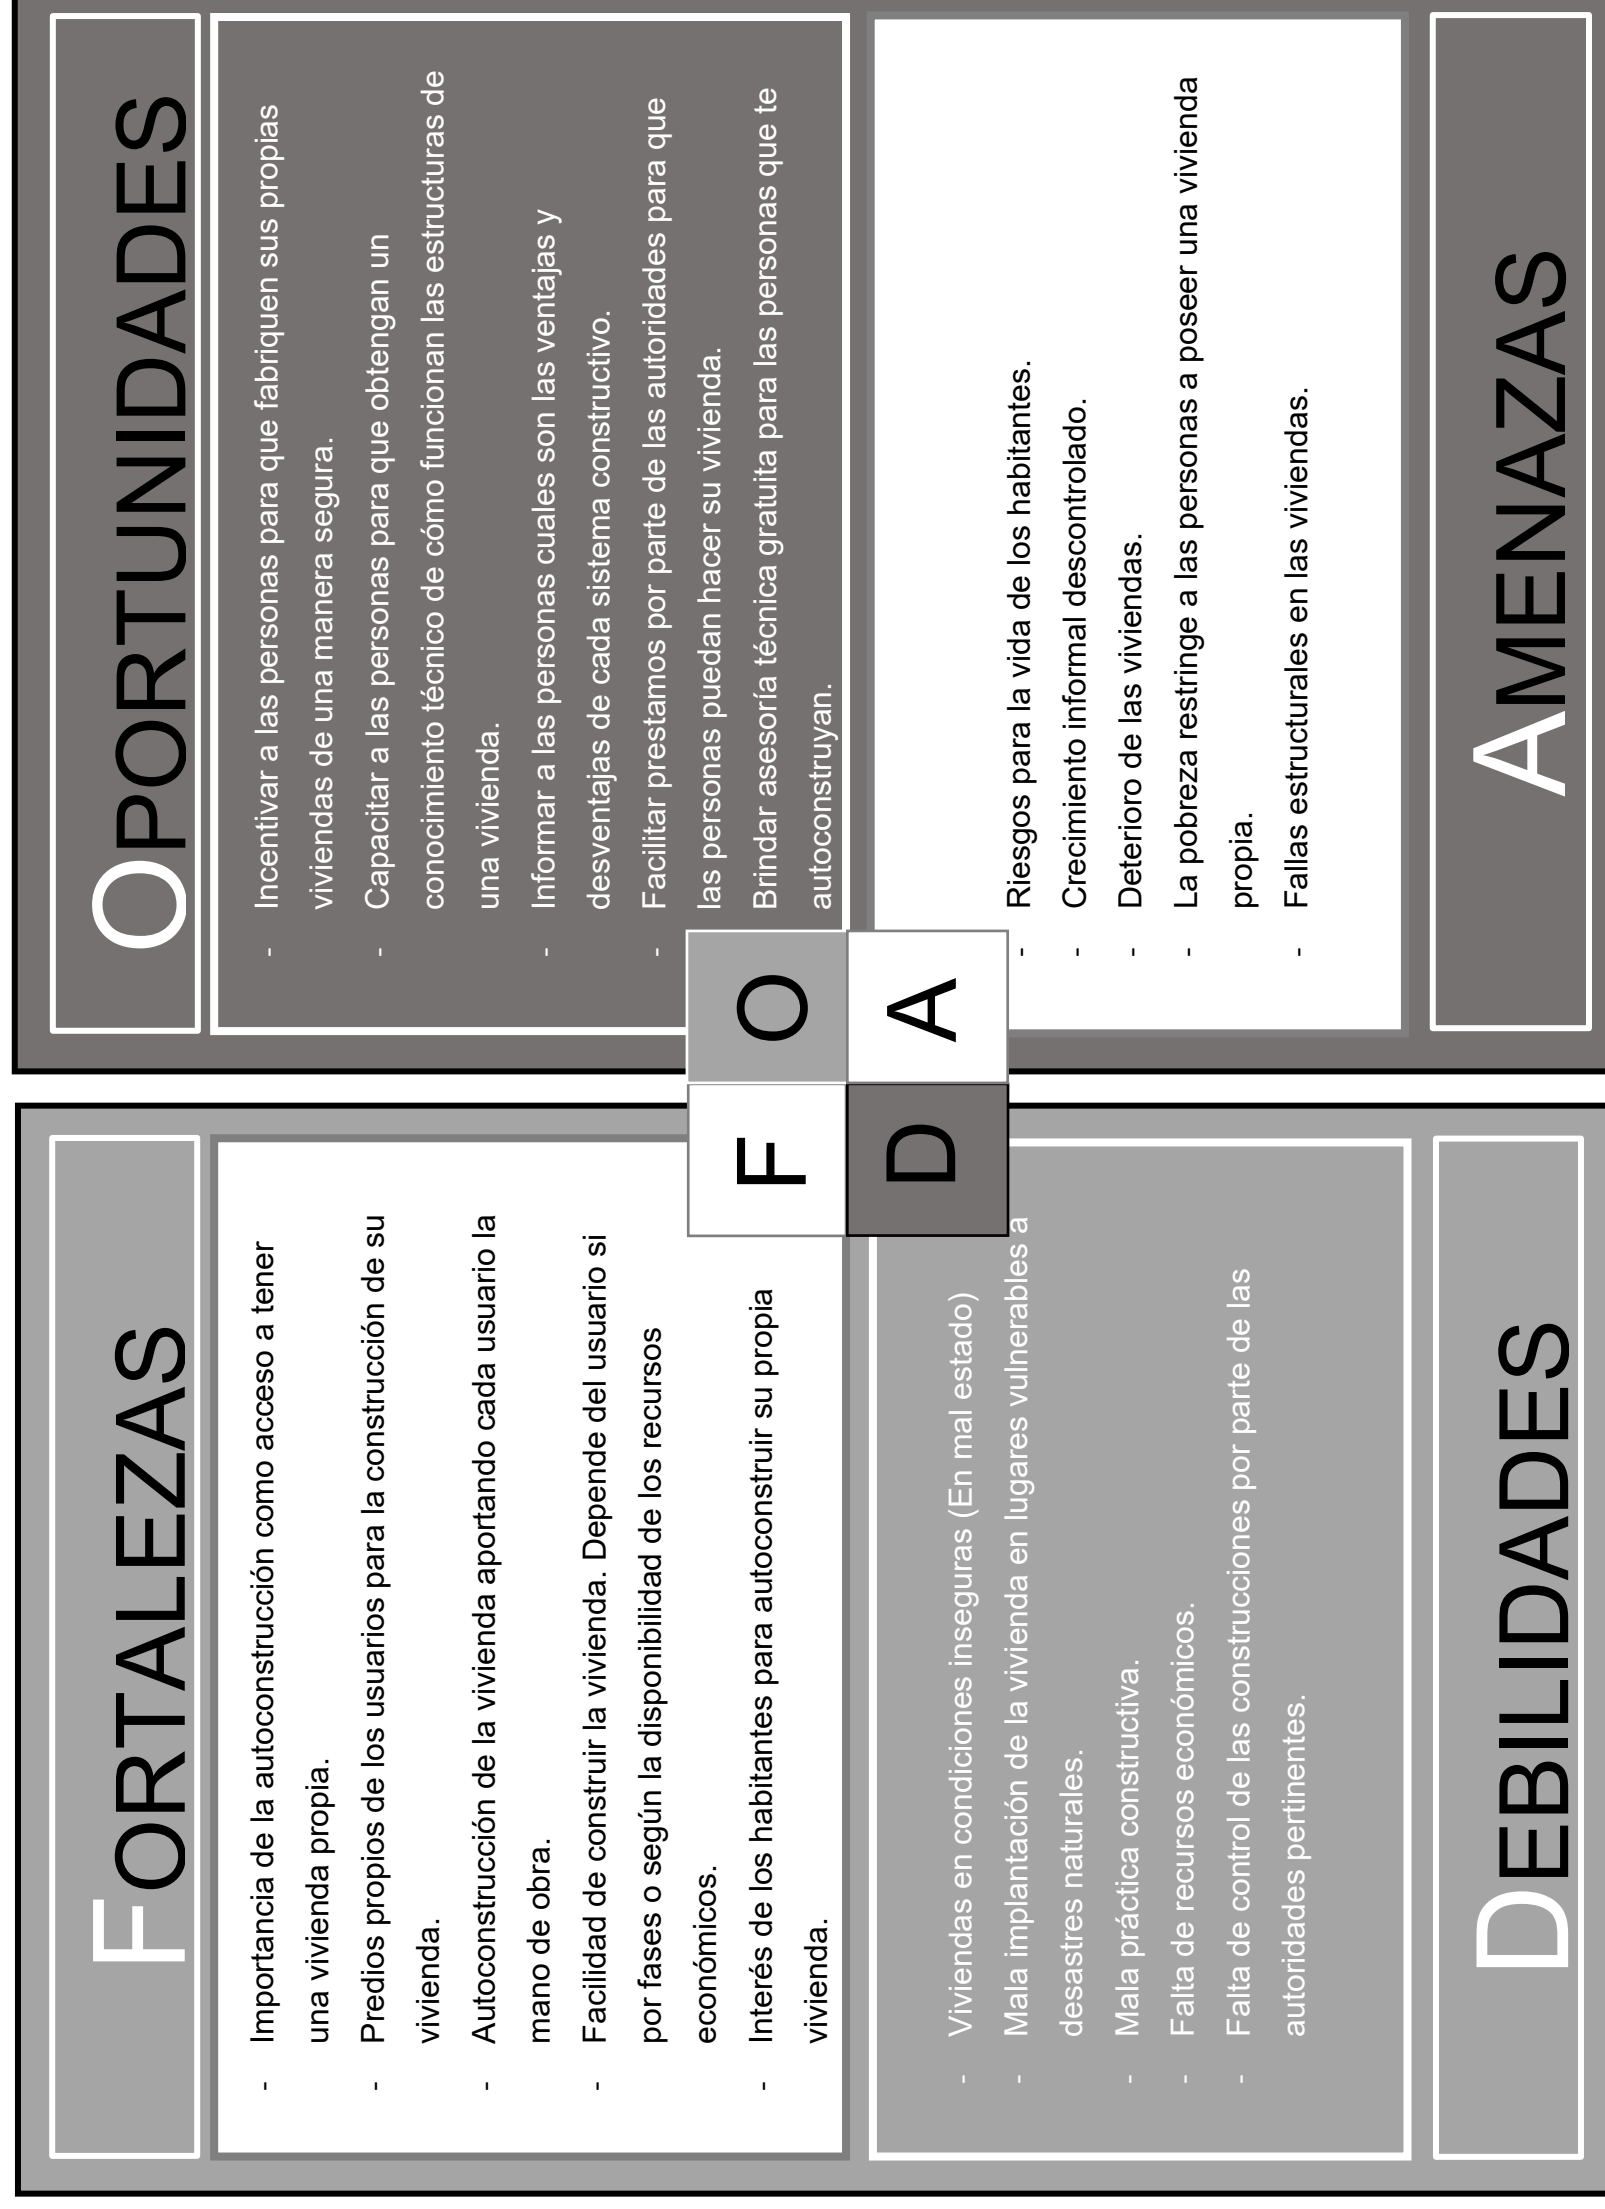 FORTALEZAS
- Importancia de la autoconstrucción como acceso a tener
una vivienda propia.
- Predios propios de los usuarios para la construcción de su
vivienda.
- Autoconstrucción de la vivienda aportando cada usuario la
mano de obra.
- Facilidad de construir la vivienda. Depende del usuario si
por fases o según la disponibilidad de los recursos
económicos.
- Interés de los habitantes para autoconstruir su propia
vivienda.
OPORTUNIDADES
- Incentivar a las personas para que fabriquen sus propias
viviendas de una manera segura.
- Capacitar a las personas para que obtengan un
conocimiento técnico de cómo funcionan las estructuras de
una vivienda.
- Informar a las personas cuales son las ventajas y
desventajas de cada sistema constructivo.
- Facilitar prestamos por parte de las autoridades para que
las personas puedan hacer su vivienda.
Brindar asesoría técnica gratuita para las personas que te
autoconstruyan.
F O
D A
- Viviendas en condiciones inseguras (En mal estado)
- Mala implantación de la vivienda en lugares vulnerables a
desastres naturales.
- Mala práctica constructiva.
- Falta de recursos económicos.
- Falta de control de las construcciones por parte de las
autoridades pertinentes.
DEBILIDADES
- Riesgos para la vida de los habitantes.
- Crecimiento informal descontrolado.
- Deterioro de las viviendas.
- La pobreza restringe a las personas a poseer una vivienda
propia.
- Fallas estructurales en las viviendas.
AMENAZAS